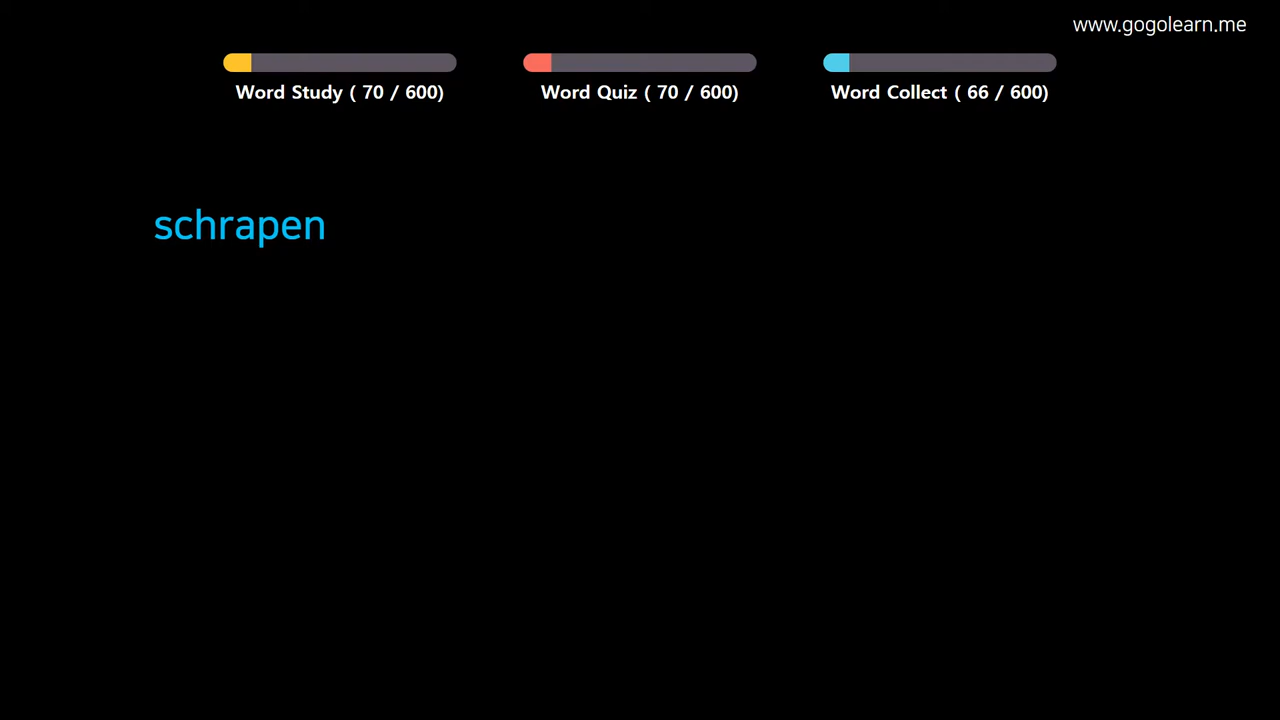 www.gogolearn.me
Word Study ( 70 / 600)
Word Quiz ( 70 / 600)
Word Collect ( 66 / 600)
schrapen